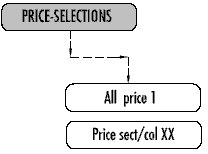 PRICE-SELECTIONS
All price 1
Price sect/col XX